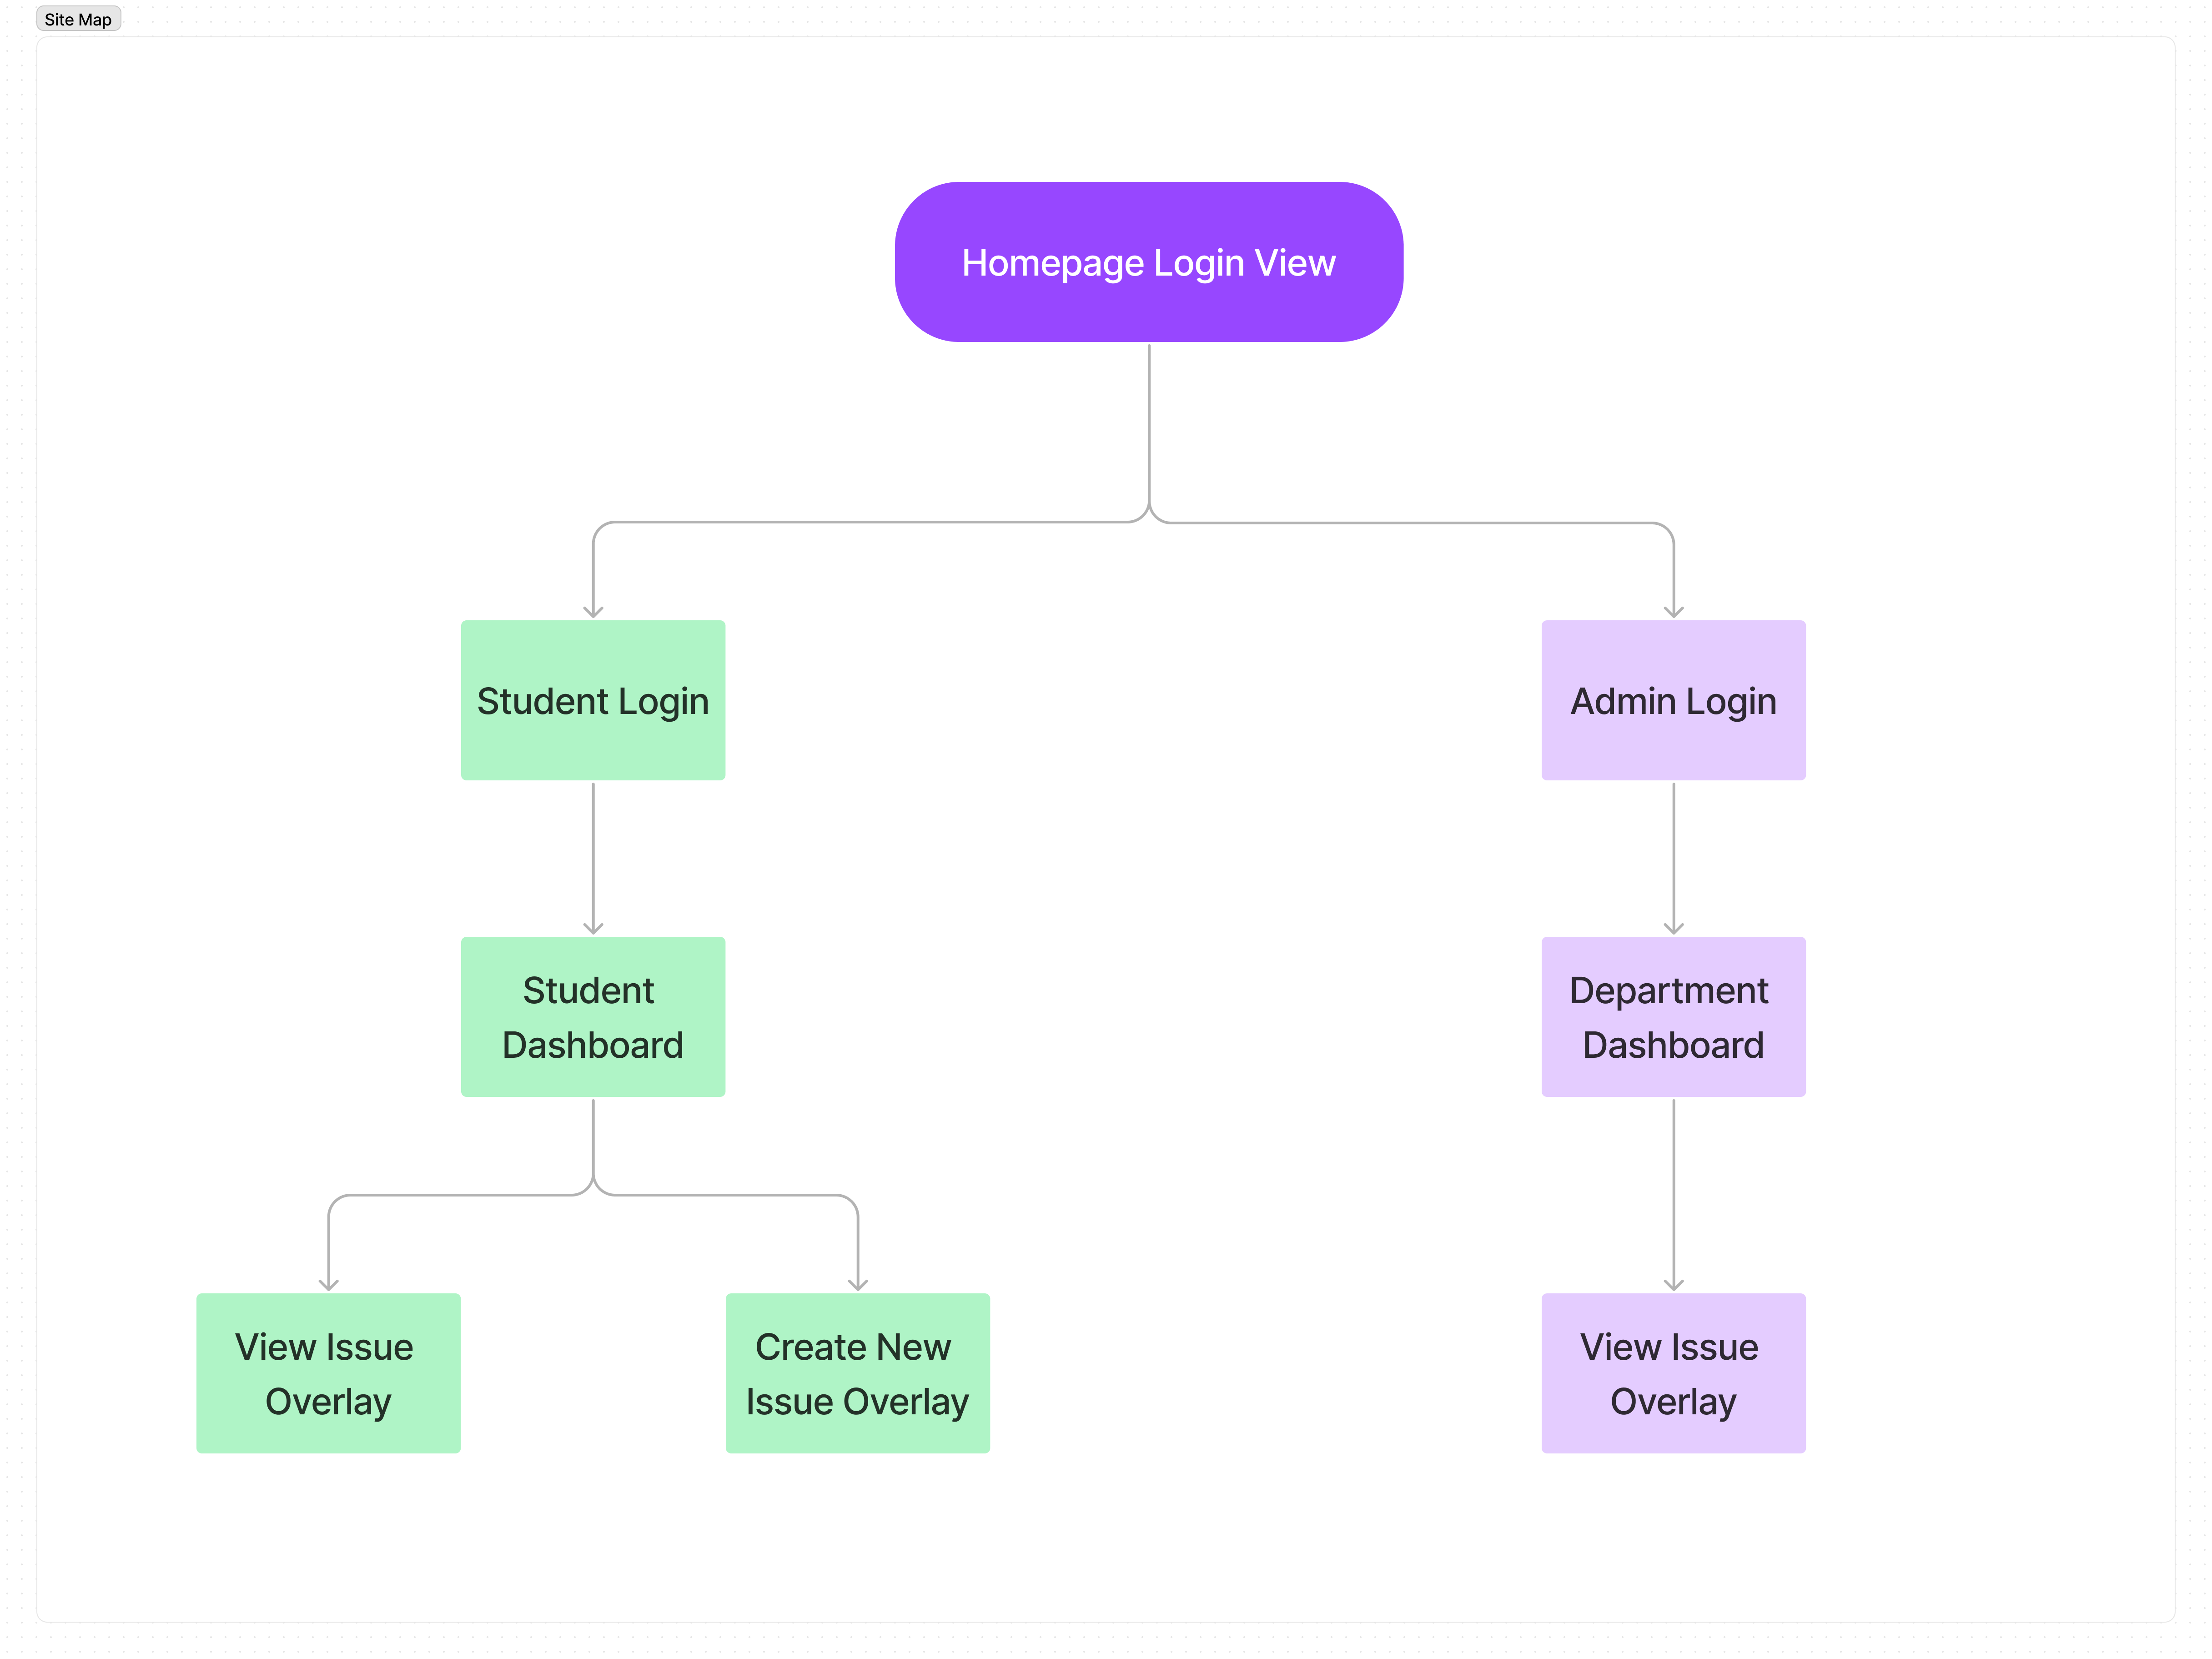 Site Map
Homepage Login View
Student Login
Admin Login
Student
Dashboard
Department
Dashboard
View Issue
Overlay
Create New
Issue Overlay
View Issue
Overlay